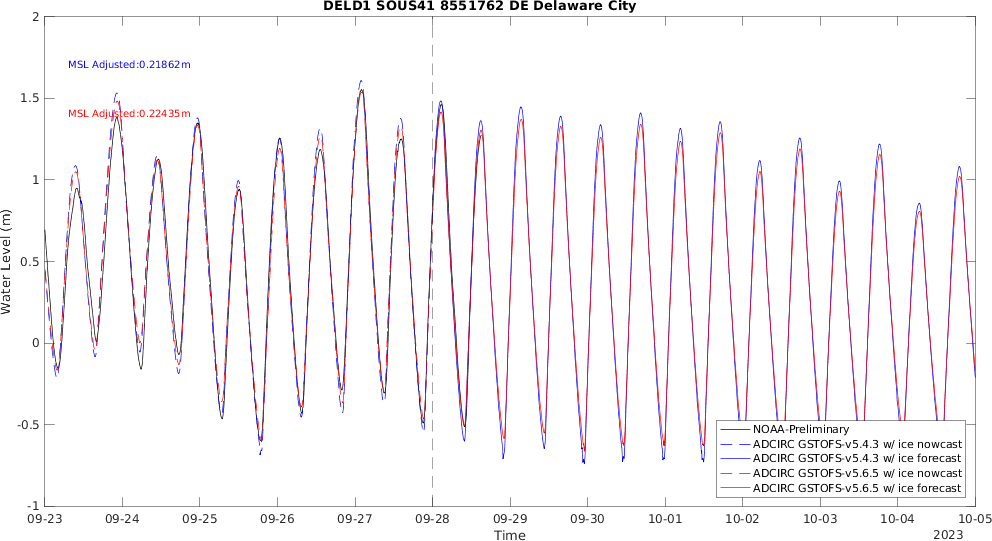 DELD1 SOUS41 8551762 DE Delaware City
2
MSL Adjusted:0.21862m
1.5
MSL Adjusted:0.22435m
1
Water Level (m)
0.5
0
-0.5
-1
NOAA-Preliminary
ADCIRC GSTOFS-v5.4.3 w/ ice nowcast
ADCIRC GSTOFS-v5.4.3 w/ ice forecast
ADCIRC GSTOFS-v5.6.5 w/ ice nowcast
ADCIRC GSTOFS-v5.6.5 w/ ice forecast
09-23 09-24 09-25 09-26 09-27 09-28 09-29 09-30 10-01 10-02 10-03 10-04 10-05
Time
2023